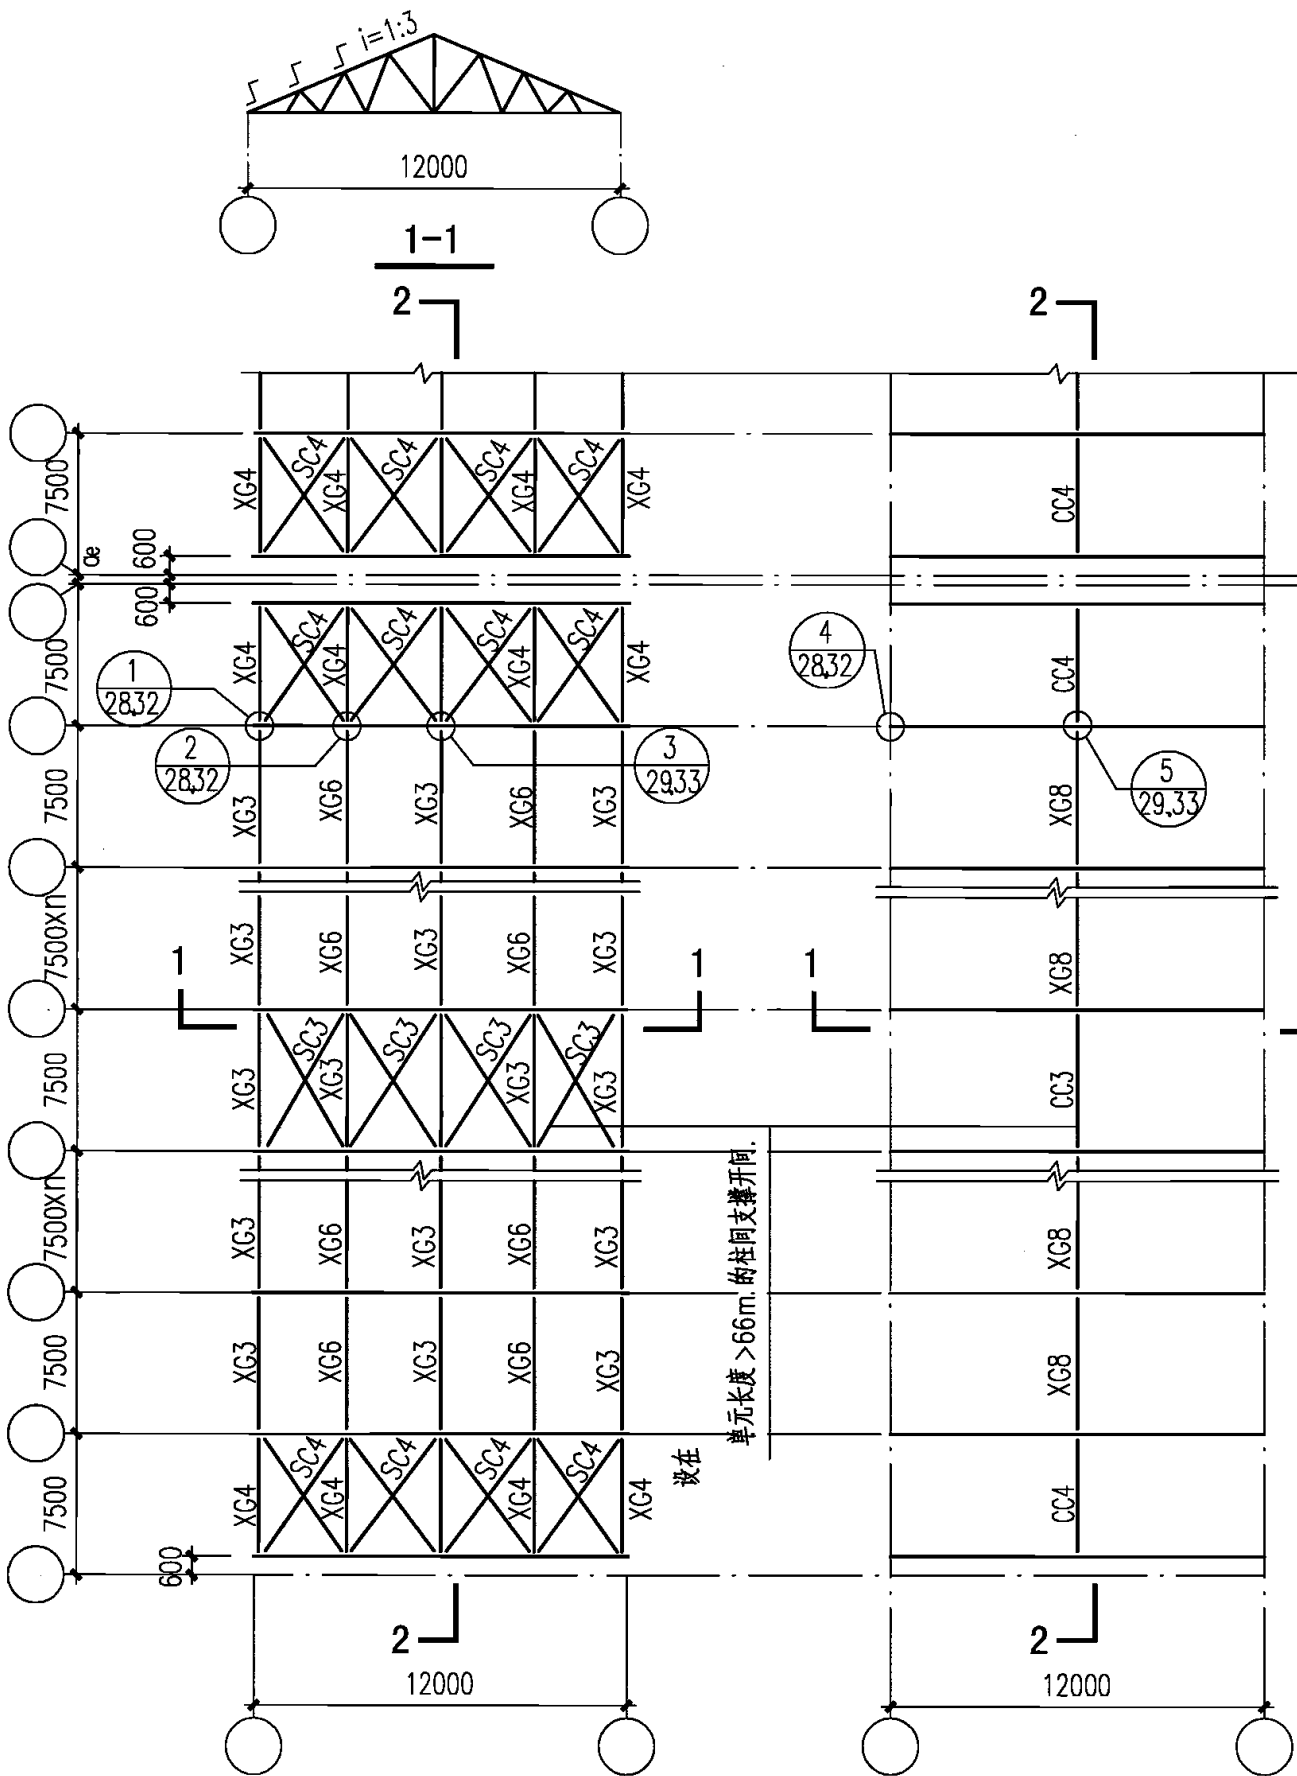 i=1:3
12000
1-1
2
2
7500
XG4
SC4
XG4
SC4
SC4
XG4
SC4
XG4
CC4
600
600
7500
XG4
SC4
XG4
SC4
SC4
XG4
SC4
XG4
CC4
1
28,32
2
28,32
3
29,33
4
28,32
5
29,33
7500
XG3
XG6
XG3
XG6
XG3
XG8
7500xn
XG3
XG6
XG3
XG6
XG3
XG8
1
1
1
7500
XG3
SC3
XG3
SC3
SC3
XG3
SC3
XG3
CC3
7500xn
XG3
XG6
XG3
XG6
XG3
XG8
设在
单元长度>66m.的柱间支撑开间.
7500
XG3
XG6
XG3
XG6
XG3
XG8
7500
XG4
SC4
XG4
SC4
SC4
XG4
SC4
XG4
CC4
600
2
2
12000
12000